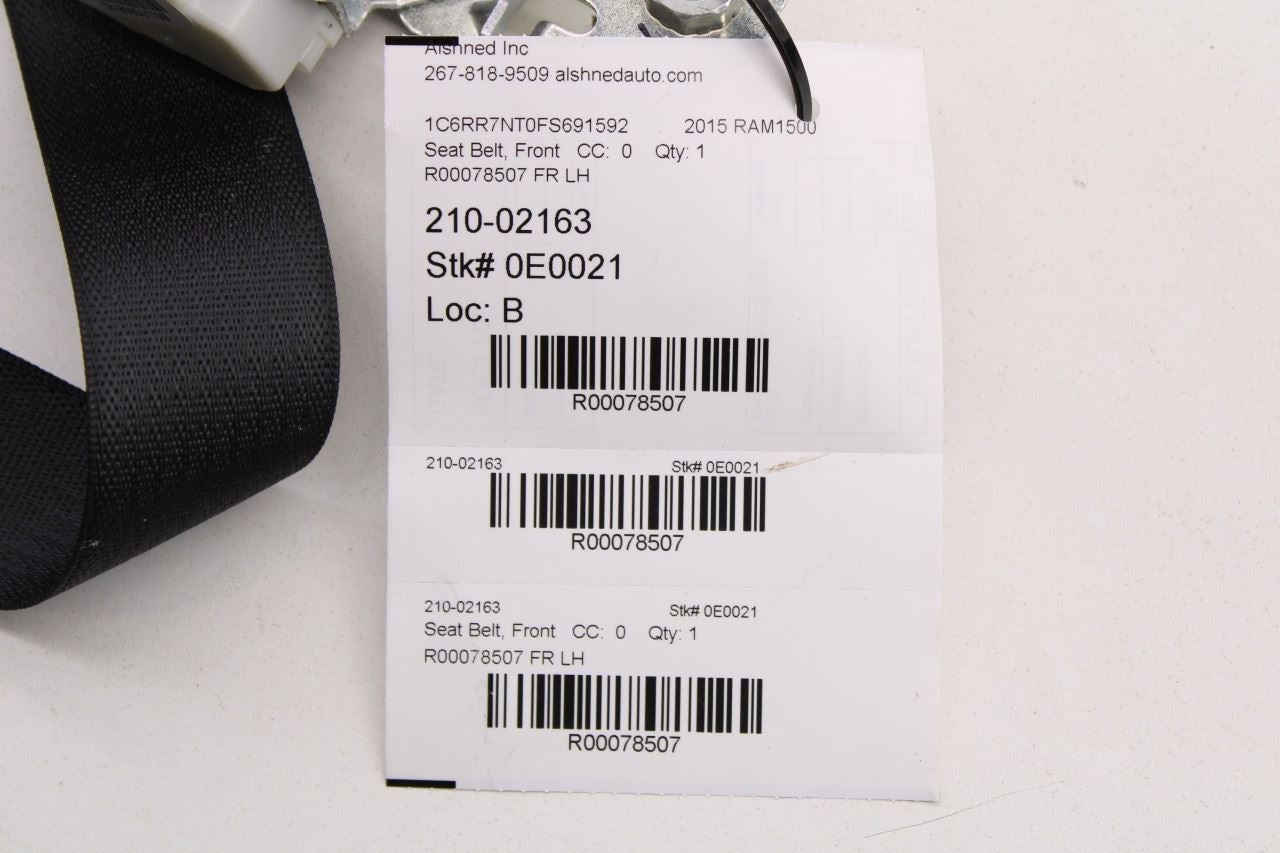 Alshned Inc
267-818-9509 alshnedauto.com
1C6RR7NT0FS691592 2015 RAM1500
Seat Belt, Front CC: 0 Qty: 1
R00078507 FR LH
210-02163
Stk# 0E0021
Loc: B
R00078507
210-02163 Stk# 0E0021
R00078507
210-02163 Stk# 0E0021
Seat Belt, Front CC: 0 Qty: 1
R00078507 FR LH
R00078507